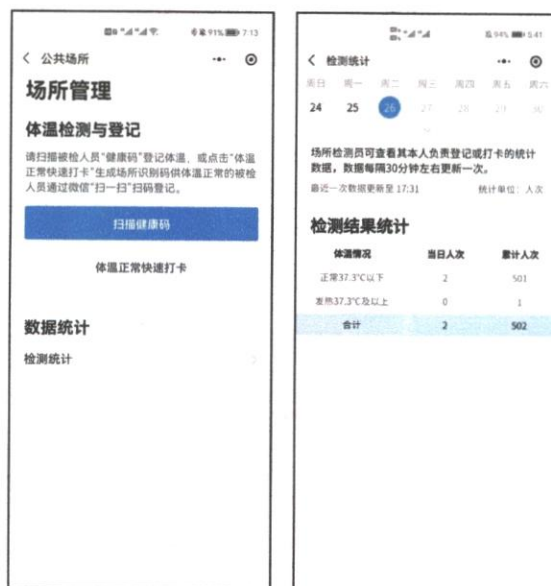 91% 7:13
公共场所
场所管理
体温检测与登记
请扫描被检人员“健康码”登记体温，或点击“体温
正常快速打卡”生成场所识别码供体温正常的被检
人员通过微信“扫一扫”扫码登记。
扫描健康码
体温正常快速打卡
数据统计
检测统计
94% 5:41
检测统计
周日 周一 周二 周三 周四 周五 周六
24 25 26 27 28 29 30
场所检测员可查看其本人负责登记或打卡的统计
数据，数据每隔30分钟左右更新一次。
最近一次数据更新至 17:31 统计单位：人次
检测结果统计
体温情况 当日人次 累计人次
正常37.3℃以下 2 501
发热37.3℃及以上 0 1
合计 2 502